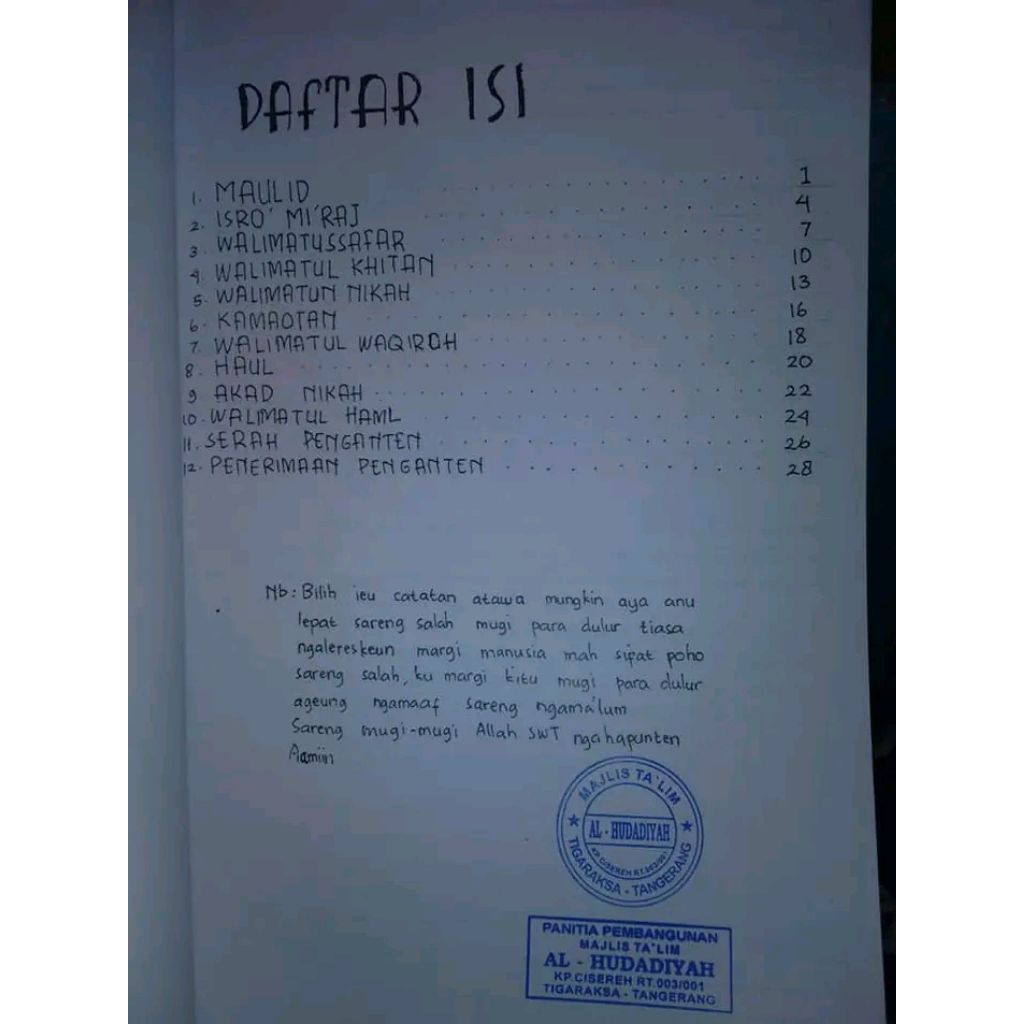 DAFTAR ISI
1. MAULID . . . . . . . . . . . . 1
2. ISRO' MI'RAJ . . . . . . . . . . . . 4
3. WALIMATUSSAFAR . . . . . . . . . . . . 7
4. WALIMATUL KHITAN . . . . . . . . . . . . 10
5. WALIMATUN NIKAH . . . . . . . . . . . . 13
6. KAMAOTAN . . . . . . . . . . . . 16
7. WALIMATUL WAQIROH . . . . . . . . . . . . 18
8. HAUL . . . . . . . . . . . . 20
9 AKAD NIKAH . . . . . . . . . . . . 22
10. WALIMATUL HAML . . . . . . . . . . . . 24
11. SERAH PENGANTEN . . . . . . . . . . . . 26
12. PENERIMAAN PENGANTEN . . . . . . . . . . . . 28
Nb: Bilih ieu catatan atawa mungkin aya anu
lepat sareng salah mugi para dulur tiasa
ngalereskeun margi manusia mah sipat poho
sareng salah, ku margi kitu mugi para dulur
ageung ngamaaf sareng ngama'lum
Sareng mugi-mugi Allah SWT ngahapunten
Aamiin
MAJLIS TA'LIM
AL - HUDADIYAH
KP. CISEREH RT.003/001
TIGARAKSA - TANGERANG
PANITIA PEMBANGUNAN
MAJLIS TA'LIM
AL - HUDADIYAH
KP.CISEREH RT.003/001
TIGARAKSA - TANGERANG